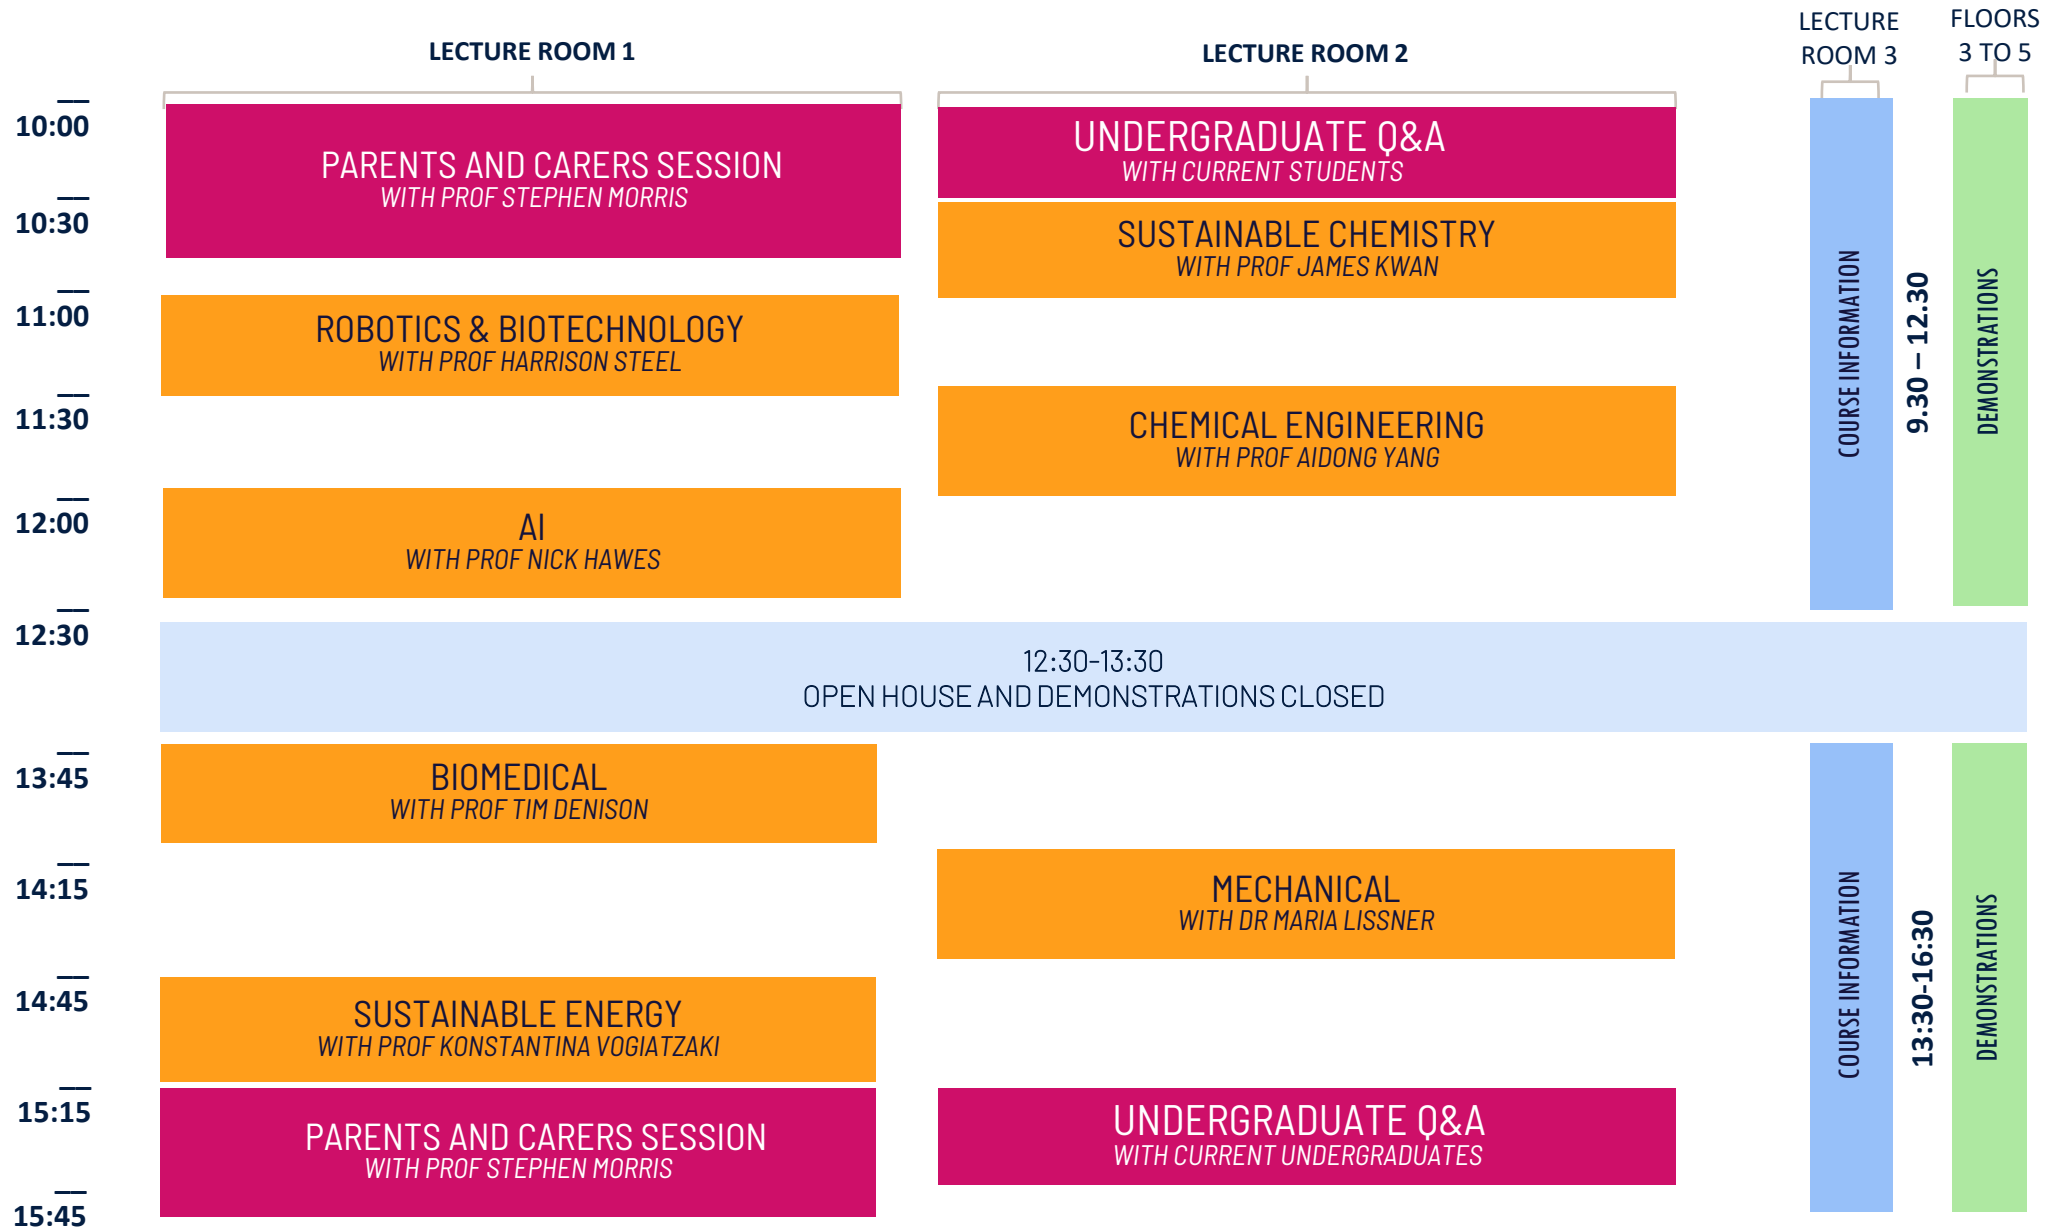 LECTURE ROOM 1
LECTURE ROOM 2
LECTURE
ROOM 3
FLOORS
3 TO 5
10:00
PARENTS AND CARERS SESSION
WITH PROF STEPHEN MORRIS
UNDERGRADUATE Q&A
WITH CURRENT STUDENTS
10:30
SUSTAINABLE CHEMISTRY
WITH PROF JAMES KWAN
11:00
ROBOTICS & BIOTECHNOLOGY
WITH PROF HARRISON STEEL
11:30
CHEMICAL ENGINEERING
WITH PROF AIDONG YANG
12:00
AI
WITH PROF NICK HAWES
COURSE INFORMATION
9.30 – 12.30
DEMONSTRATIONS
12:30
12:30-13:30
OPEN HOUSE AND DEMONSTRATIONS CLOSED
13:45
BIOMEDICAL
WITH PROF TIM DENISON
14:15
MECHANICAL
WITH DR MARIA LISSNER
14:45
SUSTAINABLE ENERGY
WITH PROF KONSTANTINA VOGIATZAKI
15:15
PARENTS AND CARERS SESSION
WITH PROF STEPHEN MORRIS
UNDERGRADUATE Q&A
WITH CURRENT UNDERGRADUATES
15:45
COURSE INFORMATION
13:30-16:30
DEMONSTRATIONS